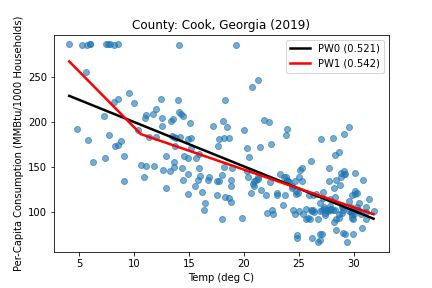 County: Cook, Georgia (2019)
Per-Capita Consumption (MMBtu/1000 Households)
250
200
150
100
PW0 (0.521)
PW1 (0.542)
5 10 15 20 25 30
Temp (deg C)